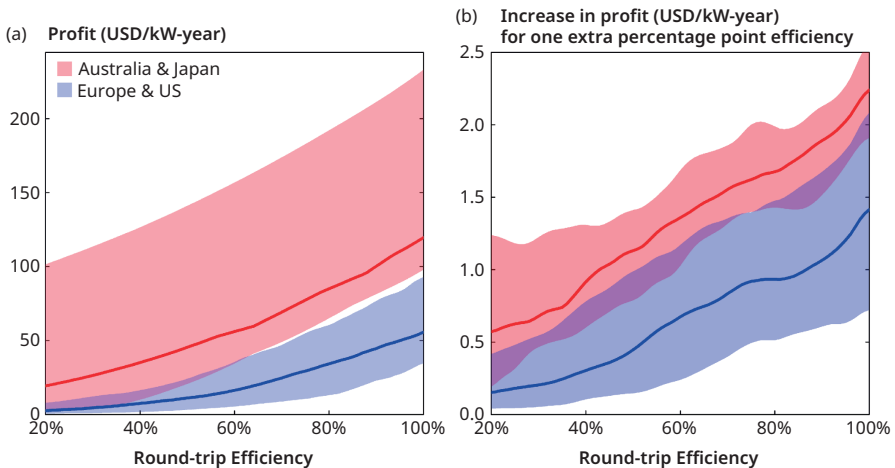 (a) Profit (USD/kW-year)
Australia & Japan
Europe & US
200
150
100
50
0
20% 40% 60% 80% 100%
Round-trip Efficiency
(b) Increase in profit (USD/kW-year)
for one extra percentage point efficiency
2.5
2.0
1.5
1.0
0.5
0.0
20% 40% 60% 80% 100%
Round-trip Efficiency